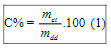 C% = m_ct / m_dd .100 (1)